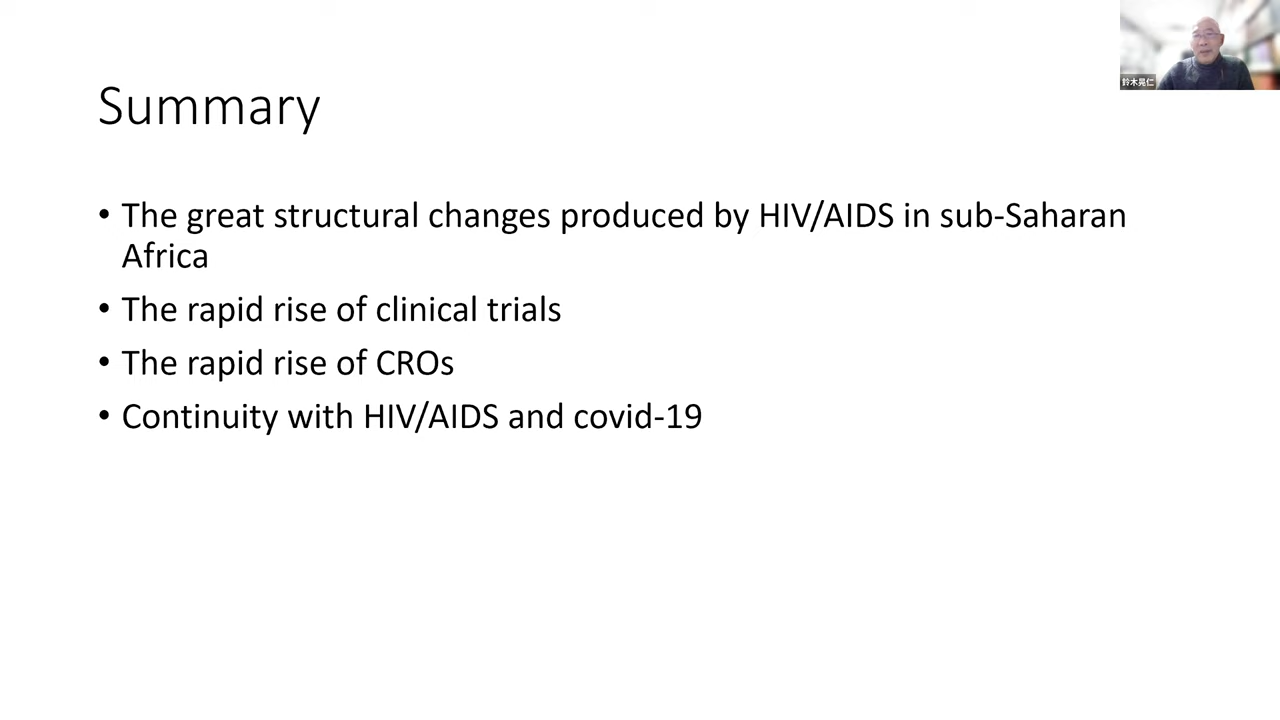 Summary
• The great structural changes produced by HIV/AIDS in sub-Saharan
Africa
• The rapid rise of clinical trials
• The rapid rise of CROs
• Continuity with HIV/AIDS and covid-19
鈴木晃仁